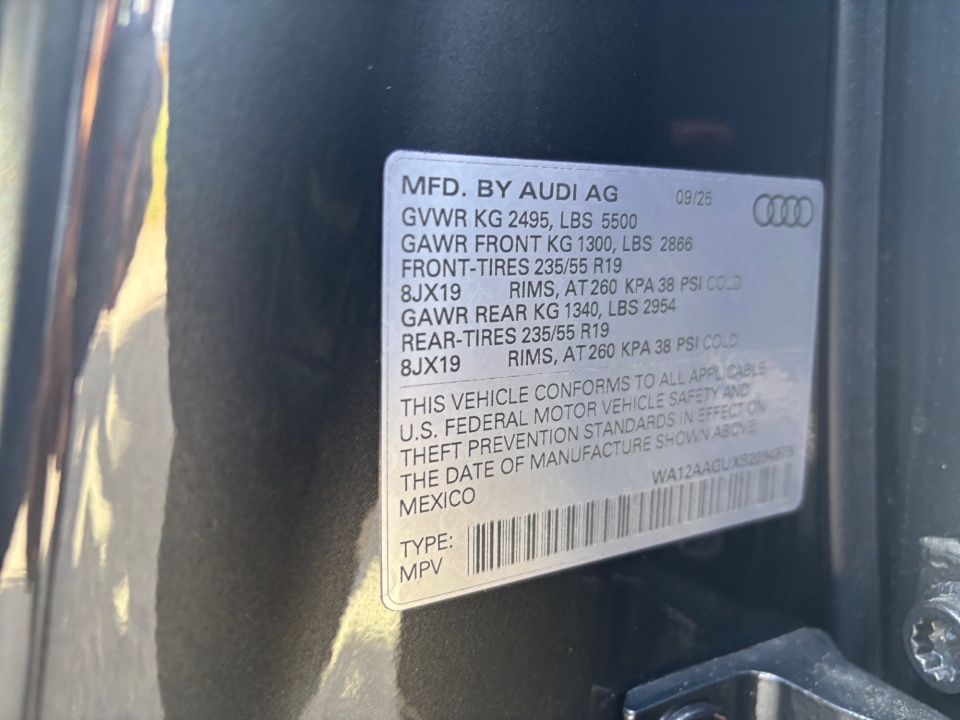 MFD. BY AUDI AG 09/25
GVWR KG 2495, LBS 5500
GAWR FRONT KG 1300, LBS 2866
FRONT-TIRES 235/55 R19
8JX19 RIMS, AT 260 KPA 38 PSI COLD
GAWR REAR KG 1340, LBS 2954
REAR-TIRES 235/55 R19
8JX19 RIMS, AT 260 KPA 38 PSI COLD
THIS VEHICLE CONFORMS TO ALL APPLICABLE
U.S. FEDERAL MOTOR VEHICLE SAFETY AND
THEFT PREVENTION STANDARDS IN EFFECT ON
THE DATE OF MANUFACTURE SHOWN ABOVE.
MEXICO
TYPE:
MPV